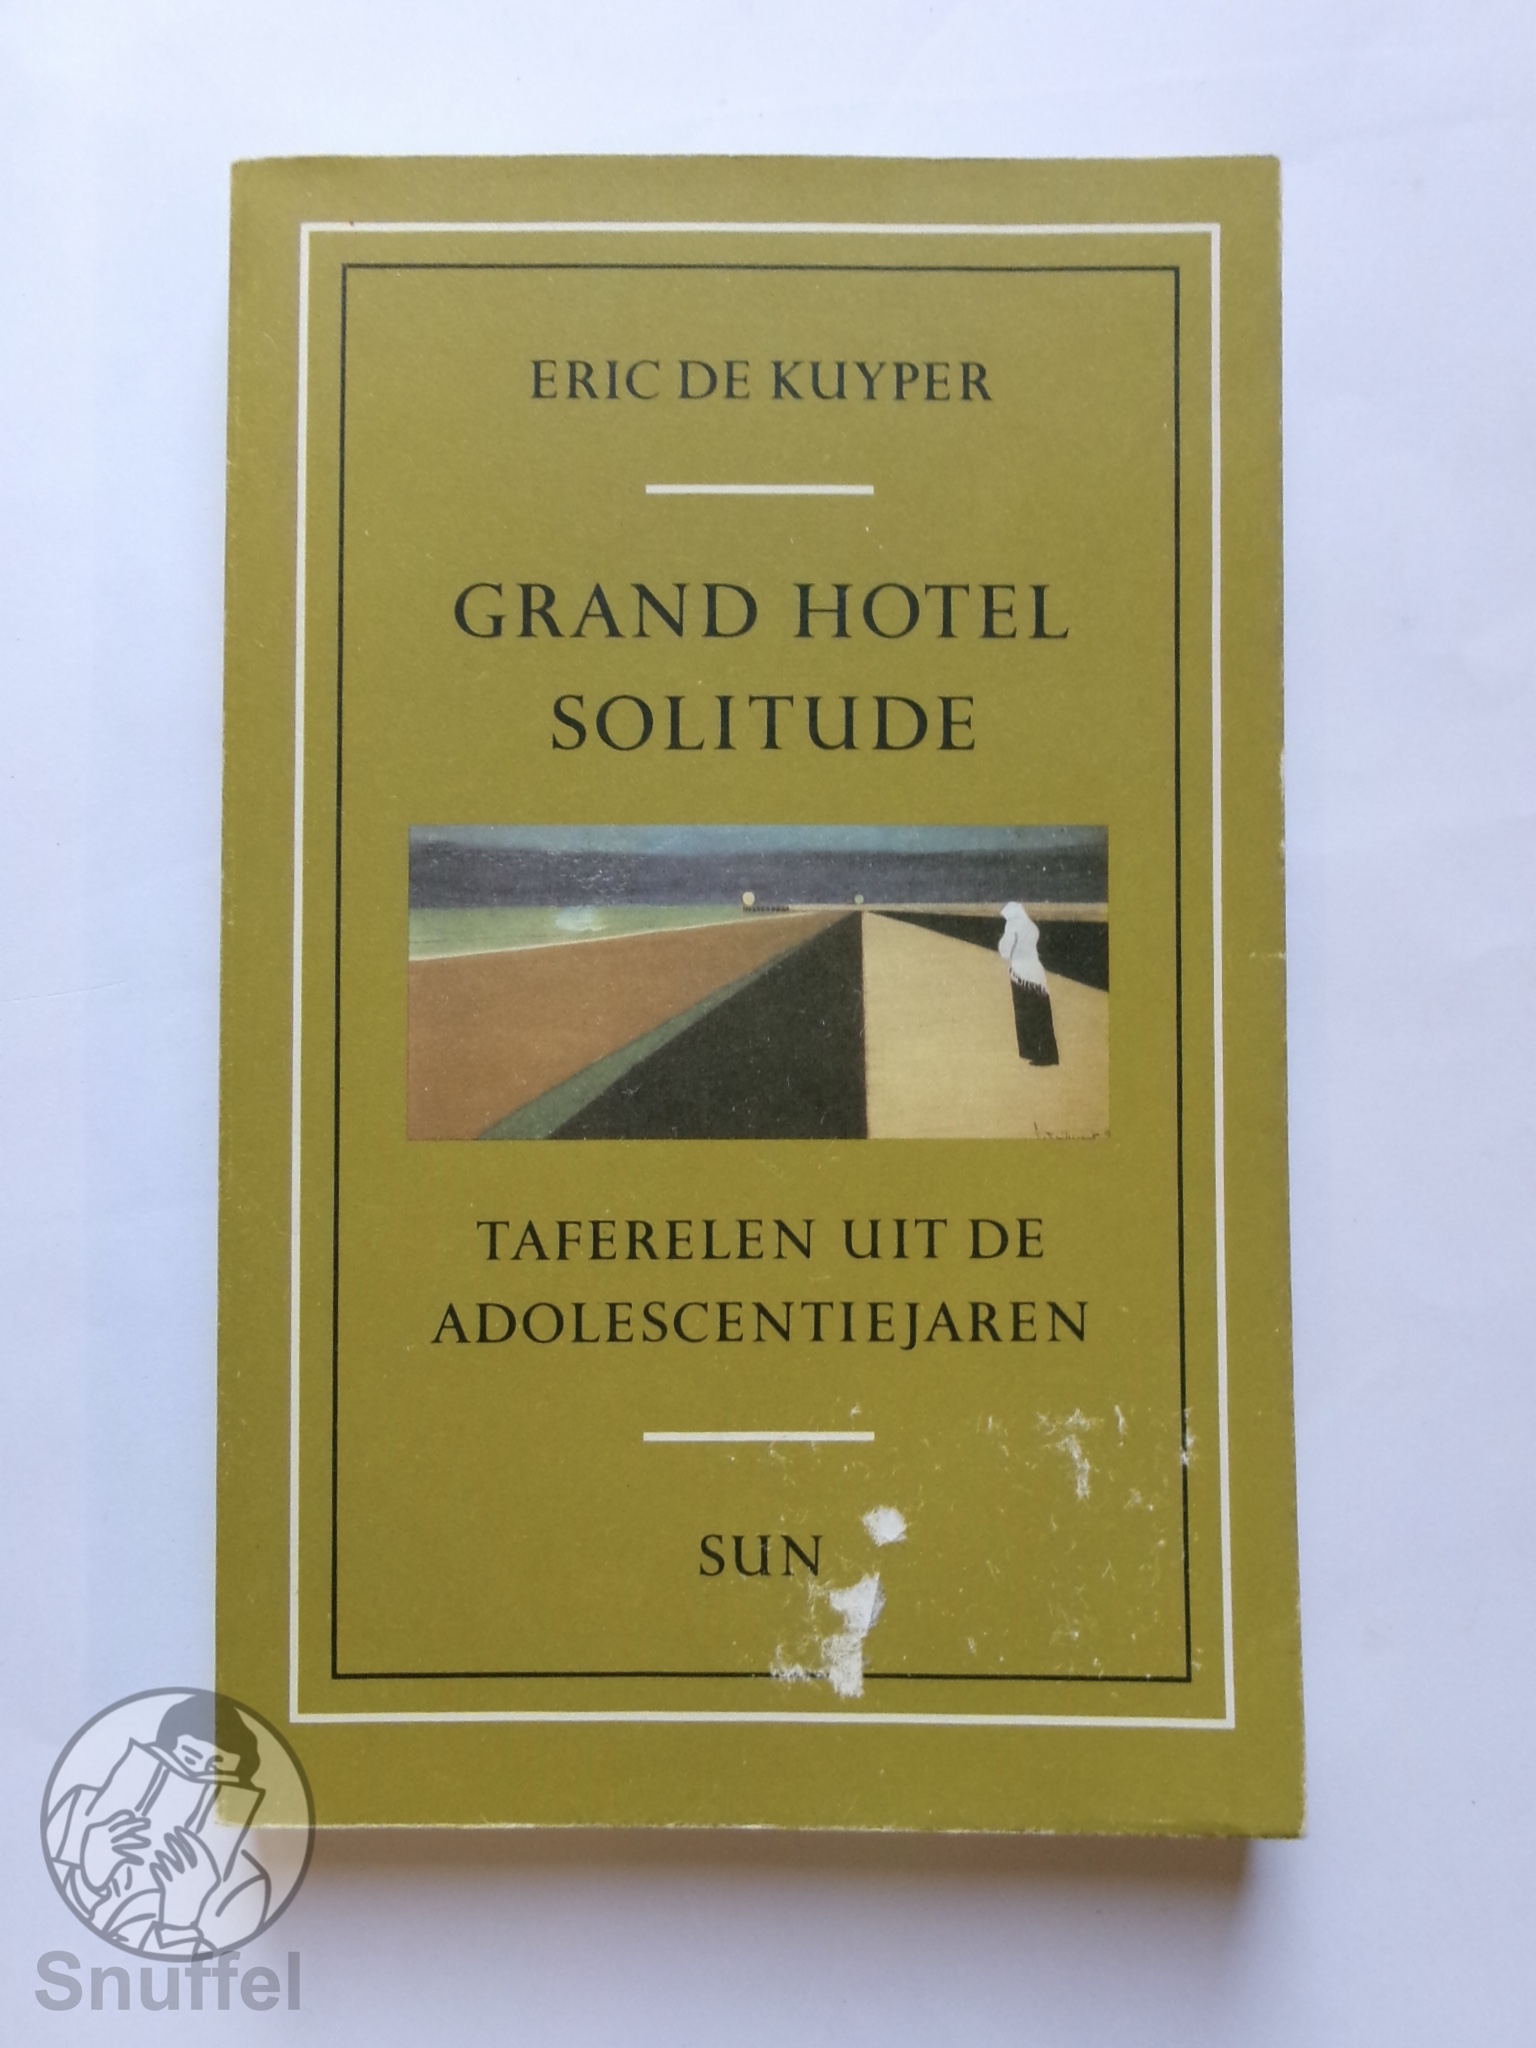 ERIC DE KUYPER
GRAND HOTEL
SOLITUDE
TAFERELEN UIT DE
ADOLESCENTIEJAREN
SUN
Snuffel